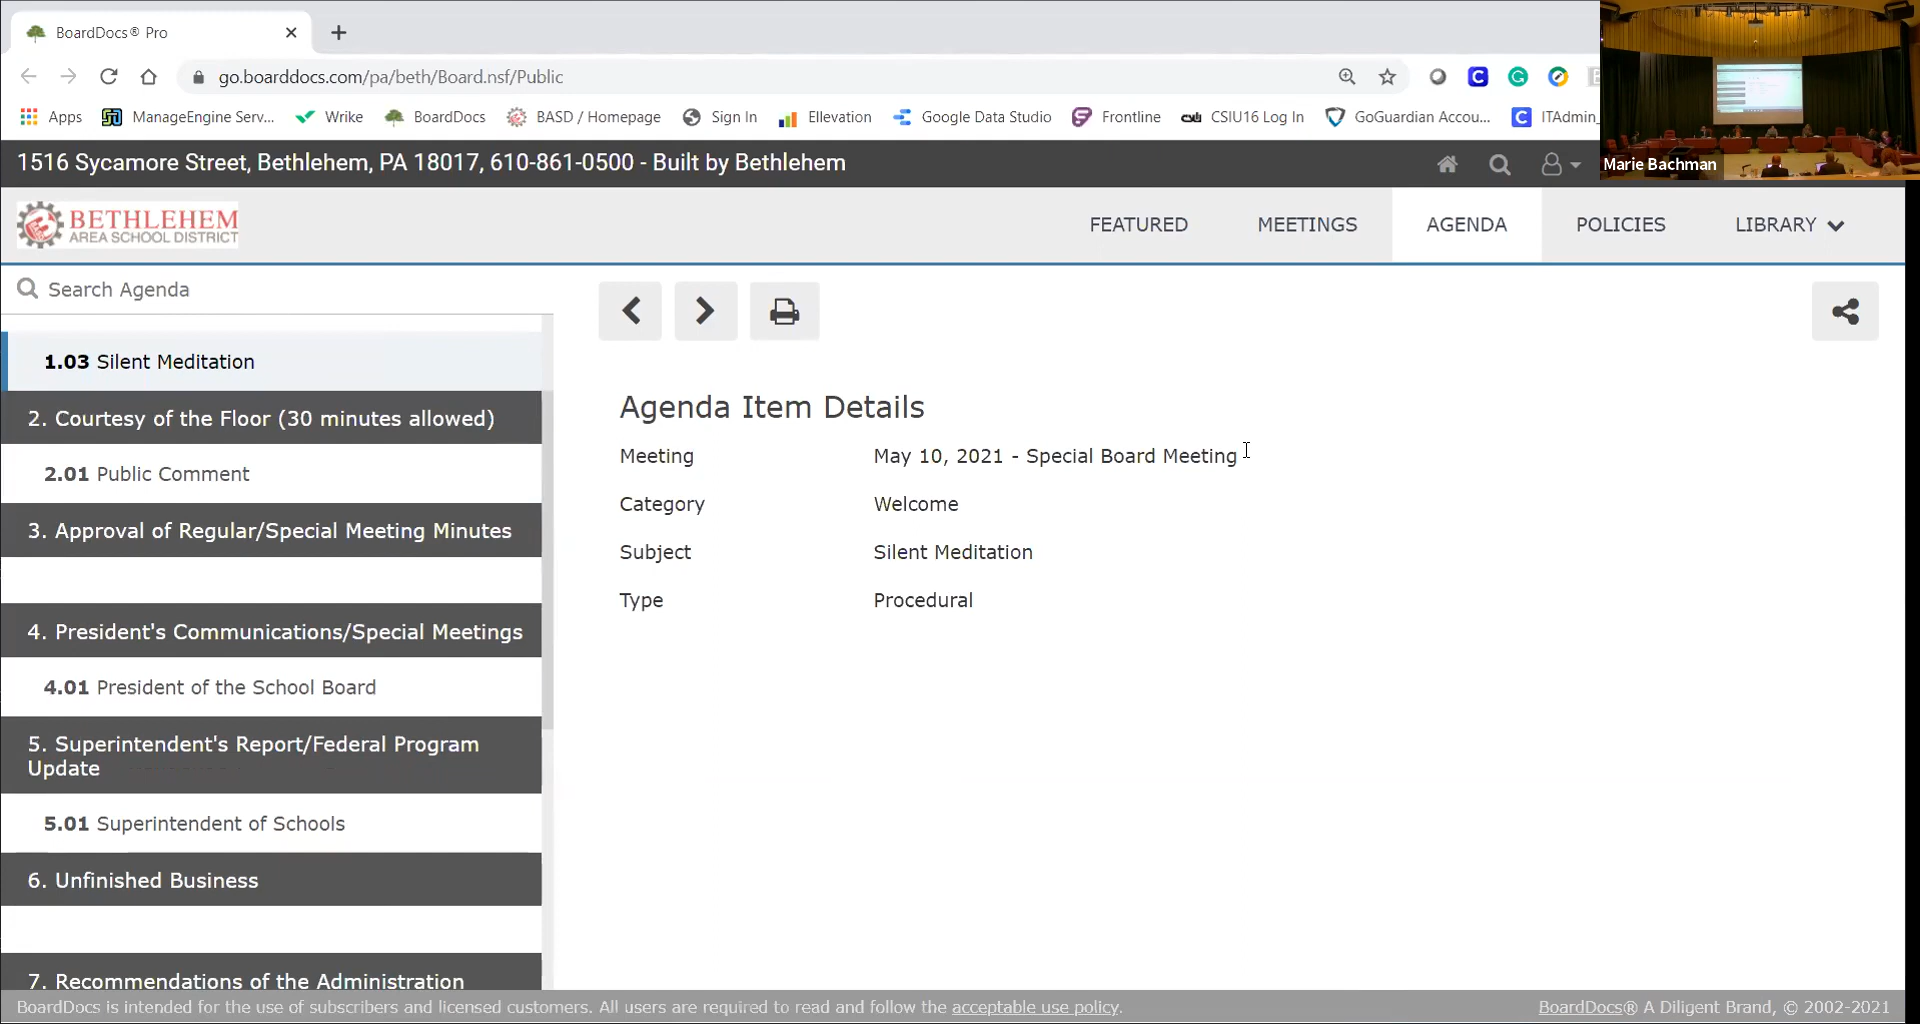 BoardDocs® Pro
go.boarddocs.com/pa/beth/Board.nsf/Public
Apps ManageEngine Serv... Wrike BoardDocs BASD / Homepage Sign In Ellevation Google Data Studio Frontline CSIU16 Log In GoGuardian Accou... ITAdmin
Marie Bachman
1516 Sycamore Street, Bethlehem, PA 18017, 610-861-0500 - Built by Bethlehem
BETHLEHEM
AREA SCHOOL DISTRICT
FEATURED MEETINGS AGENDA POLICIES LIBRARY
Search Agenda
1.03 Silent Meditation
2. Courtesy of the Floor (30 minutes allowed)
2.01 Public Comment
3. Approval of Regular/Special Meeting Minutes
4. President's Communications/Special Meetings
4.01 President of the School Board
5. Superintendent's Report/Federal Program
Update
5.01 Superintendent of Schools
6. Unfinished Business
7. Recommendations of the Administration
Agenda Item Details
Meeting May 10, 2021 - Special Board Meeting
Category Welcome
Subject Silent Meditation
Type Procedural
BoardDocs is intended for the use of subscribers and licensed customers. All users are required to read and follow the acceptable use policy.
BoardDocs® A Diligent Brand, © 2002-2021